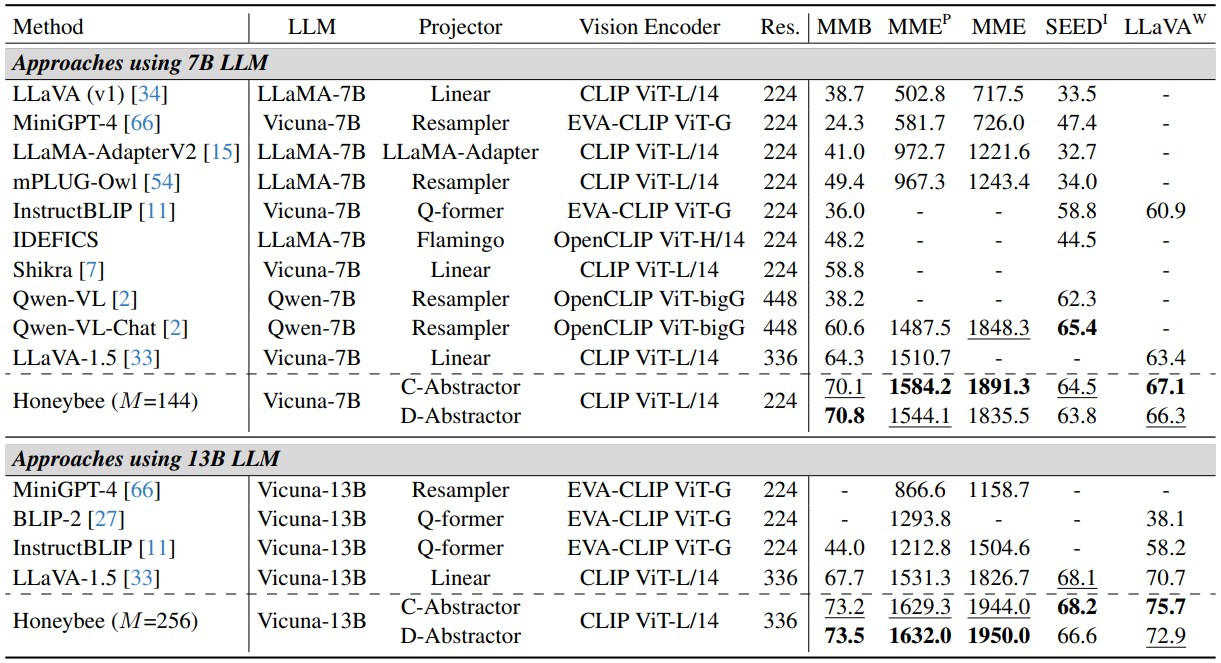 Method LLM Projector Vision Encoder Res. MMB MME^P MME SEED^I LLaVA^W
Approaches using 7B LLM
LLaVA (v1) [34] LLaMA-7B Linear CLIP ViT-L/14 224 38.7 502.8 717.5 33.5 -
MiniGPT-4 [66] Vicuna-7B Resampler EVA-CLIP ViT-G 224 24.3 581.7 726.0 47.4 -
LLaMA-AdapterV2 [15] LLaMA-7B LLaMA-Adapter CLIP ViT-L/14 224 41.0 972.7 1221.6 32.7 -
mPLUG-Owl [54] LLaMA-7B Resampler CLIP ViT-L/14 224 49.4 967.3 1243.4 34.0 -
InstructBLIP [11] Vicuna-7B Q-former EVA-CLIP ViT-G 224 36.0 - - 58.8 60.9
IDEFICS LLaMA-7B Flamingo OpenCLIP ViT-H/14 224 48.2 - - 44.5 -
Shikra [7] Vicuna-7B Linear CLIP ViT-L/14 224 58.8 - - - -
Qwen-VL [2] Qwen-7B Resampler OpenCLIP ViT-bigG 448 38.2 - - 62.3 -
Qwen-VL-Chat [2] Qwen-7B Resampler OpenCLIP ViT-bigG 448 60.6 1487.5 1848.3 65.4 -
LLaVA-1.5 [33] Vicuna-7B Linear CLIP ViT-L/14 336 64.3 1510.7 - - 63.4
Honeybee (M=144) Vicuna-7B C-Abstractor CLIP ViT-L/14 224 70.1 1584.2 1891.3 64.5 67.1
D-Abstractor 70.8 1544.1 1835.5 63.8 66.3
Approaches using 13B LLM
MiniGPT-4 [66] Vicuna-13B Resampler EVA-CLIP ViT-G 224 - 866.6 1158.7 - -
BLIP-2 [27] Vicuna-13B Q-former EVA-CLIP ViT-G 224 - 1293.8 - - 38.1
InstructBLIP [11] Vicuna-13B Q-former EVA-CLIP ViT-G 224 44.0 1212.8 1504.6 - 58.2
LLaVA-1.5 [33] Vicuna-13B Linear CLIP ViT-L/14 336 67.7 1531.3 1826.7 68.1 70.7
Honeybee (M=256) Vicuna-13B C-Abstractor CLIP ViT-L/14 336 73.2 1629.3 1944.0 68.2 75.7
D-Abstractor 73.5 1632.0 1950.0 66.6 72.9